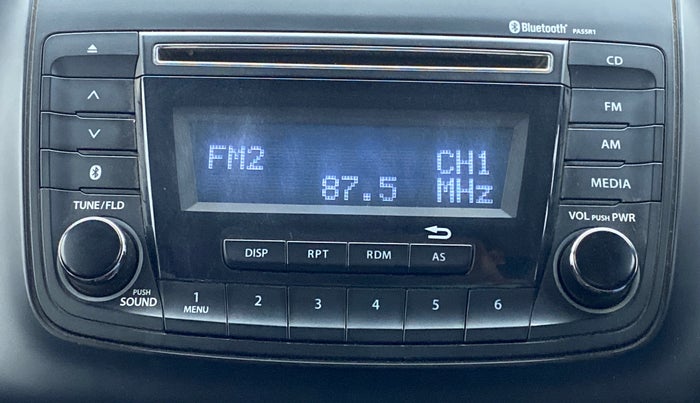 Bluetooth® PA5SR1
CD
FM
AM
MEDIA
FM2 CH1
87.5 MHz
TUNE/FLD
VOL PUSH PWR
DISP RPT RDM AS
PUSH
SOUND
1 2 3 4 5 6
MENU